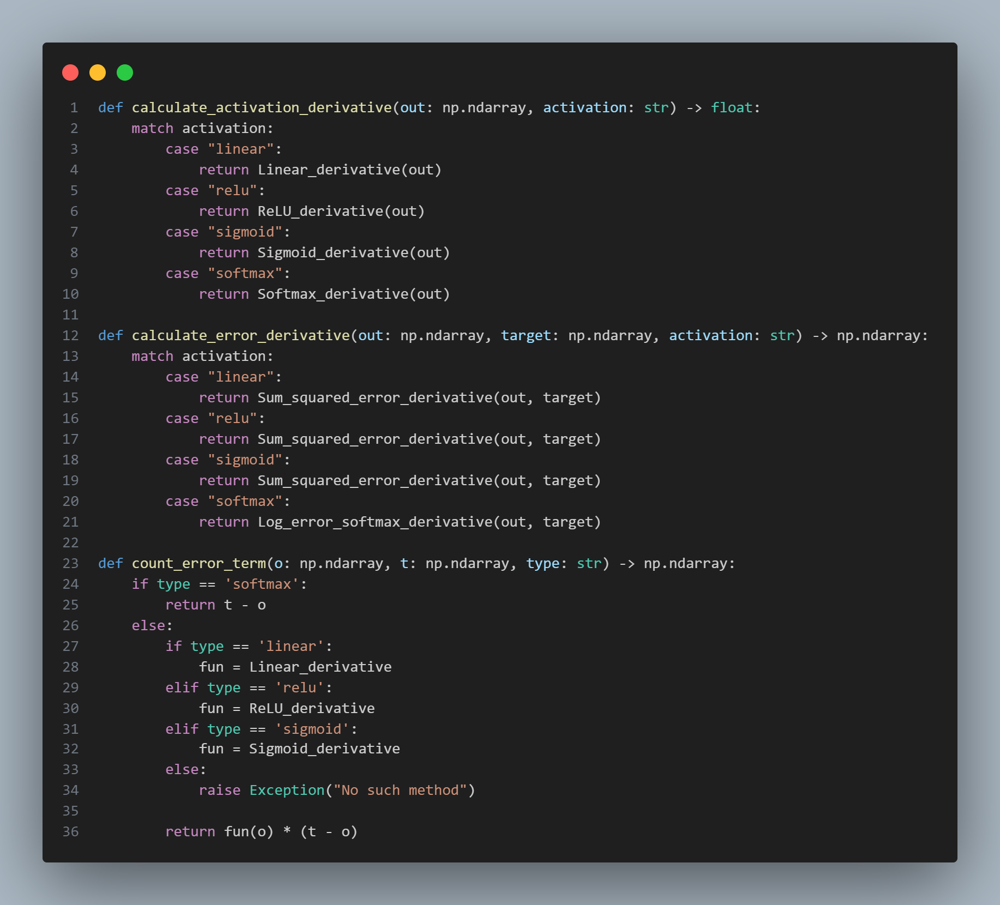 1 def calculate_activation_derivative(out: np.ndarray, activation: str) -> float:
2     match activation:
3         case "linear":
4             return Linear_derivative(out)
5         case "relu":
6             return ReLU_derivative(out)
7         case "sigmoid":
8             return Sigmoid_derivative(out)
9         case "softmax":
10             return Softmax_derivative(out)
11
12 def calculate_error_derivative(out: np.ndarray, target: np.ndarray, activation: str) -> np.ndarray:
13     match activation:
14         case "linear":
15             return Sum_squared_error_derivative(out, target)
16         case "relu":
17             return Sum_squared_error_derivative(out, target)
18         case "sigmoid":
19             return Sum_squared_error_derivative(out, target)
20         case "softmax":
21             return Log_error_softmax_derivative(out, target)
22
23 def count_error_term(o: np.ndarray, t: np.ndarray, type: str) -> np.ndarray:
24     if type == 'softmax':
25         return t - o
26     else:
27         if type == 'linear':
28             fun = Linear_derivative
29         elif type == 'relu':
30             fun = ReLU_derivative
31         elif type == 'sigmoid':
32             fun = Sigmoid_derivative
33         else:
34             raise Exception("No such method")
35
36         return fun(o) * (t - o)